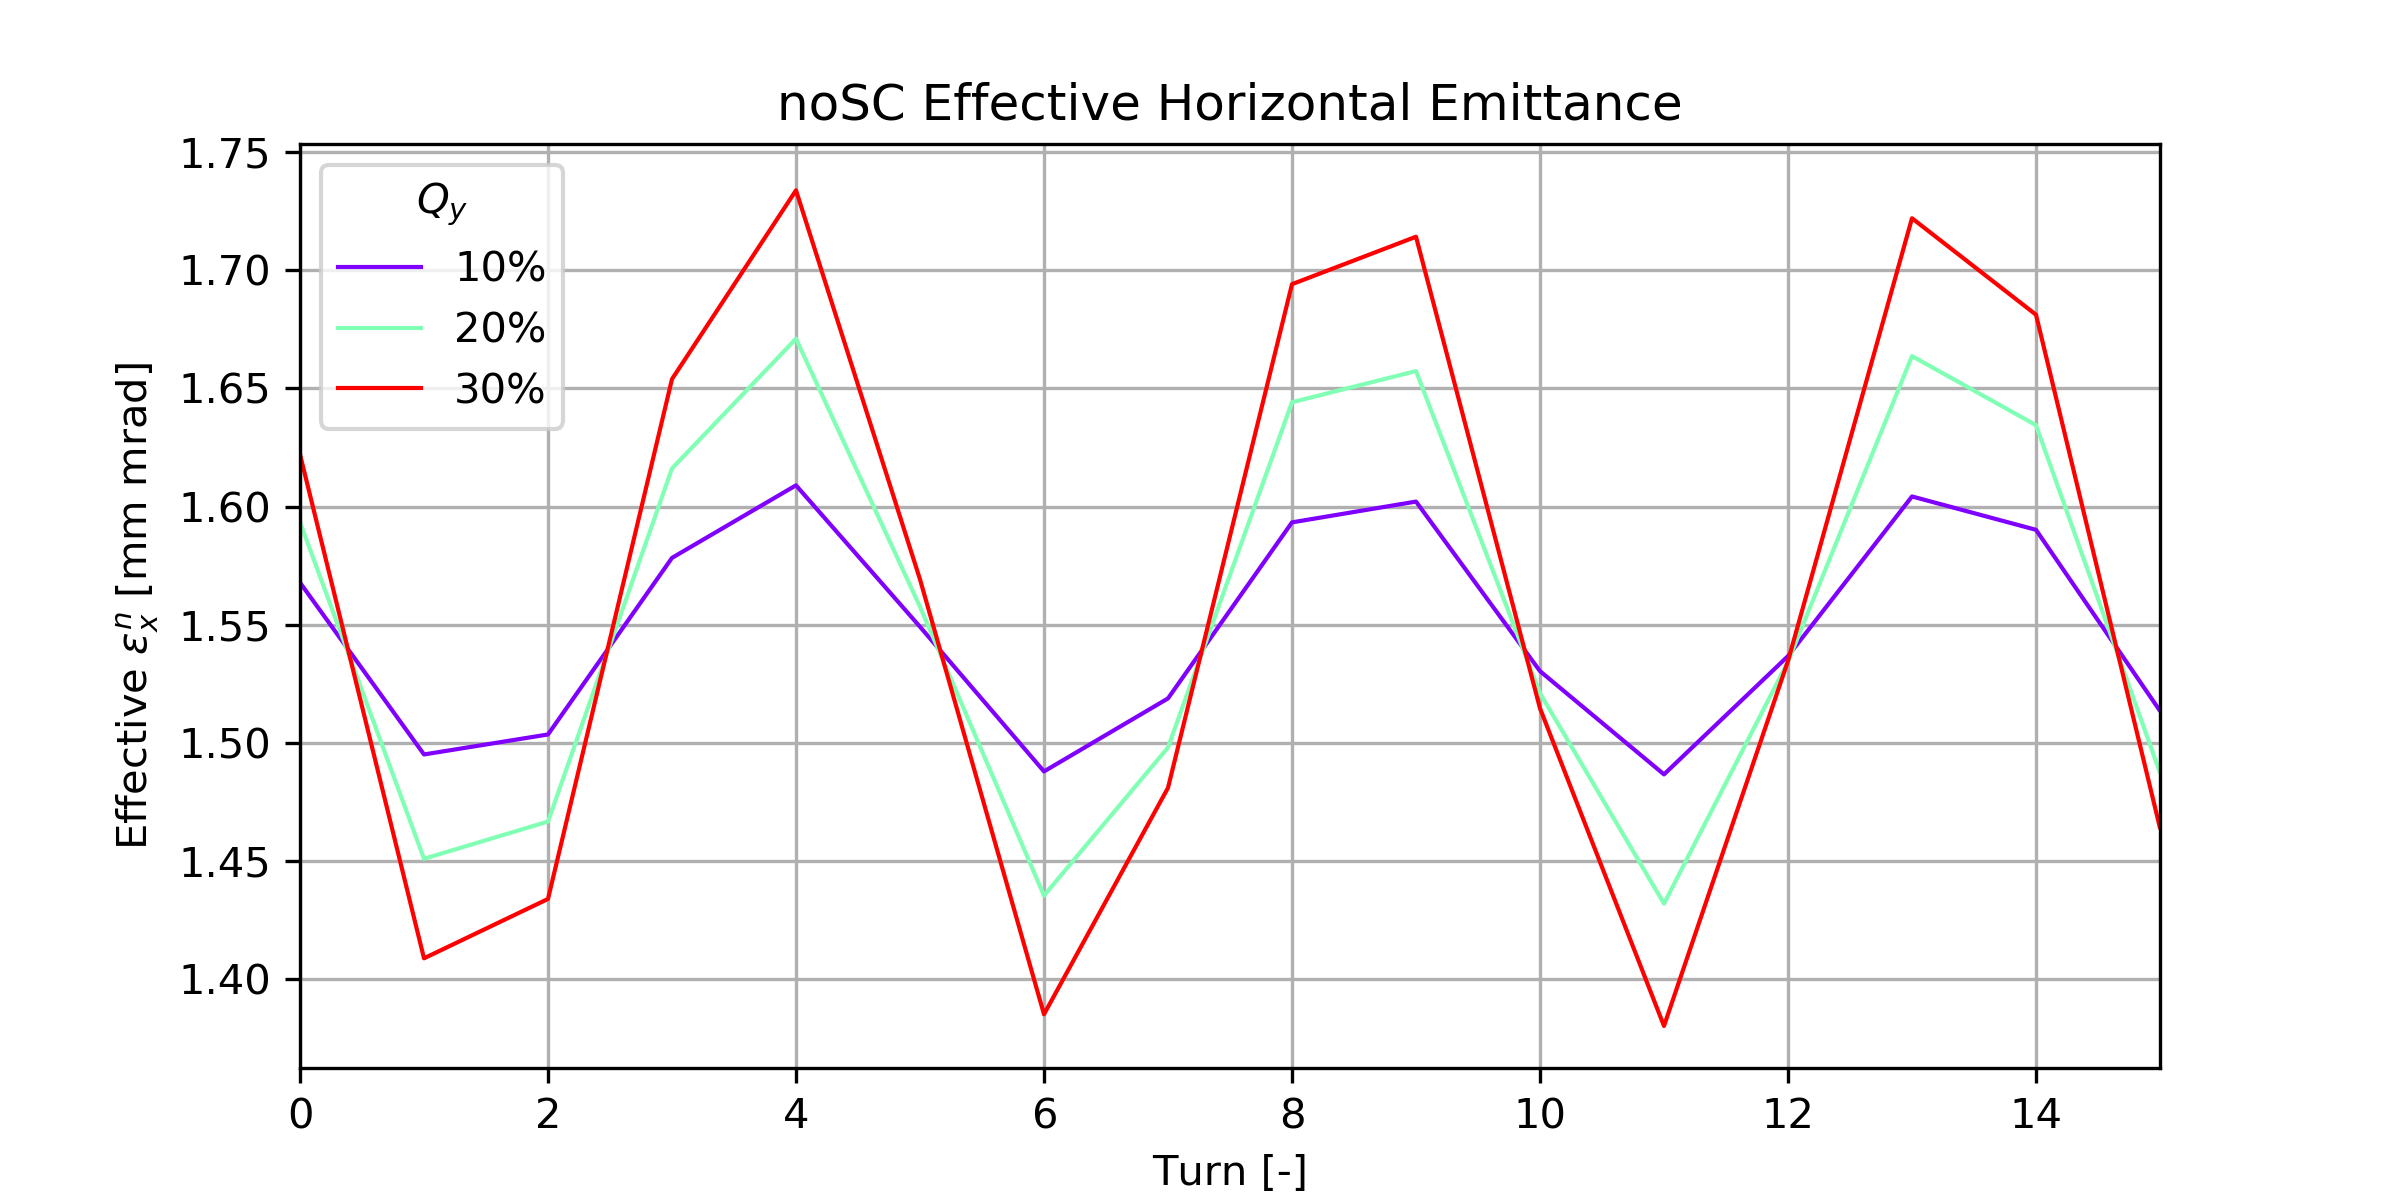 noSC Effective Horizontal Emittance
1.75
1.70
1.65
1.60
1.55
1.50
1.45
1.40
Effective εₓⁿ [mm mrad]
Q_y
10%
20%
30%
0 2 4 6 8 10 12 14
Turn [-]